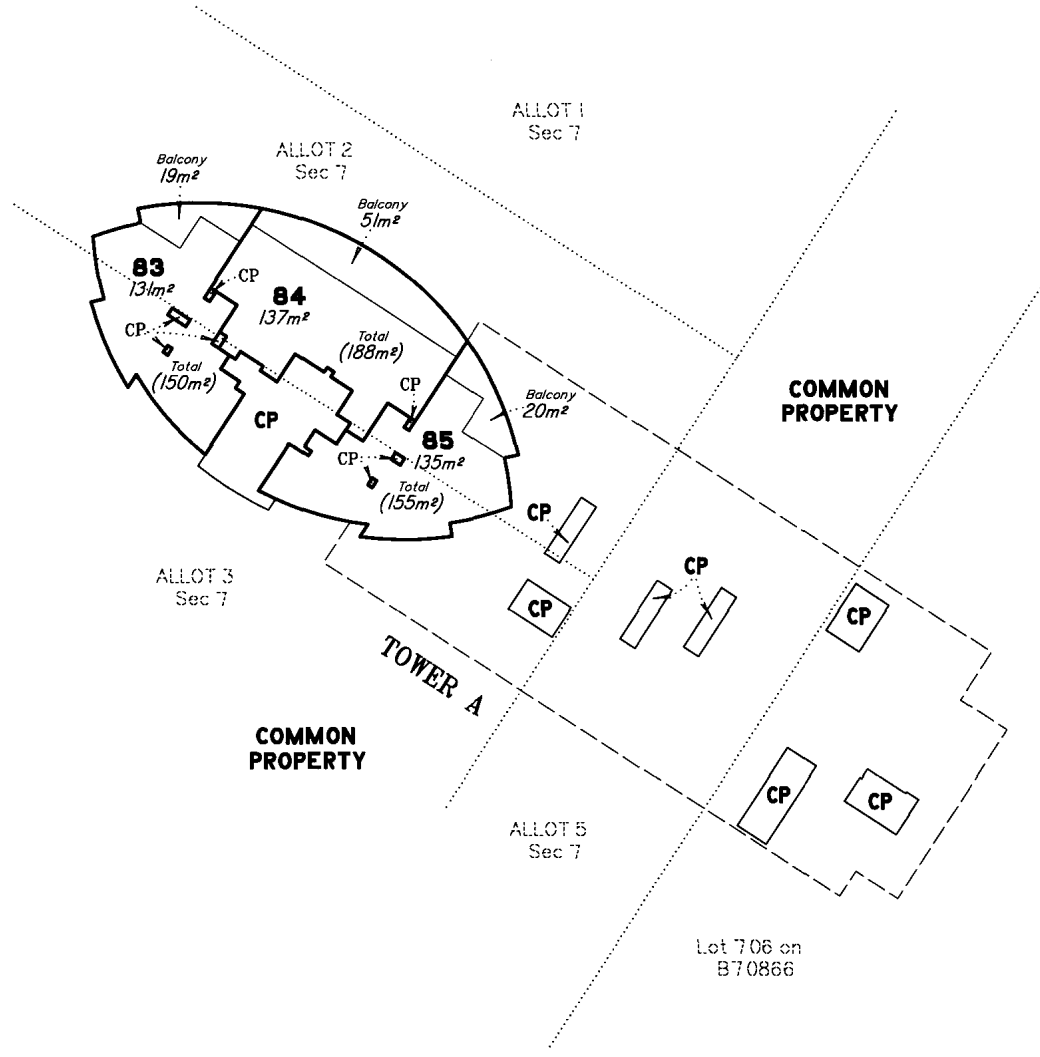 ALLOT 1
Sec 7
ALLOT 2
Sec 7
Balcony
19m²
Balcony
51m²
83
131m²
CP
84
137m²
CP
Total
(188m²)
Total
(150m²)
CP
CP
Balcony
20m²
COMMON
PROPERTY
85
135m²
CP
Total
(155m²)
CP
ALLOT 3
Sec 7
CP
CP
CP
TOWER A
COMMON
PROPERTY
CP
CP
ALLOT 5
Sec 7
Lot 706 on
B70866